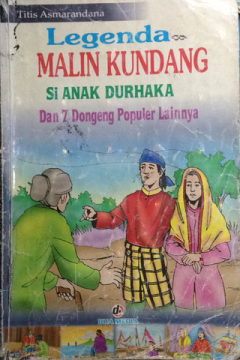 Titis Asmarandana
Legenda
MALIN KUNDANG
SI ANAK DURHAKA
Dan 7 Dongeng Populer Lainnya